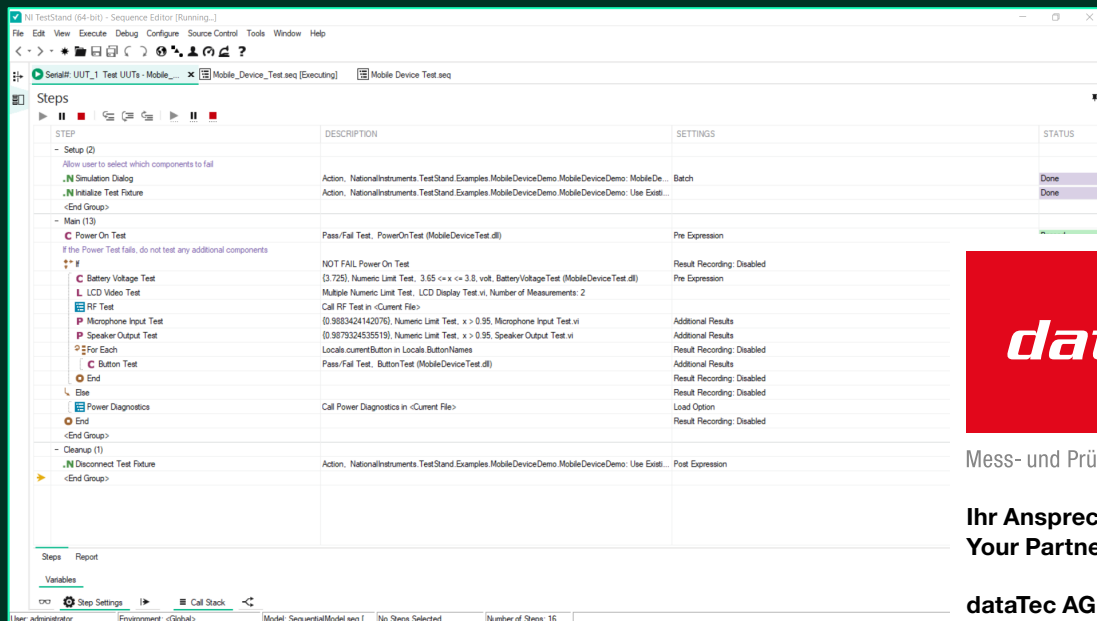 NI TestStand (64-bit) - Sequence Editor [Running...]
File Edit View Execute Debug Configure Source Control Tools Window Help
Serial#: UUT_1 Test UUTs - Mobile_... Mobile_Device_Test.seq [Executing] Mobile Device Test.seq
Steps
STEP DESCRIPTION SETTINGS STATUS
Setup (2)
Allow user to select which components to fail
Simulation Dialog Action, NationalInstruments.TestStand.Examples.MobileDeviceDemo.MobileDeviceDemo: MobileDe... Batch Done
Initialize Test Fixture Action, NationalInstruments.TestStand.Examples.MobileDeviceDemo.MobileDeviceDemo: Use Existi... Done
<End Group>
Main (13)
Power On Test Pass/Fail Test, PowerOnTest (MobileDeviceTest.dll) Pre Expression
If the Power Test fails, do not test any additional components
If NOT FAIL Power On Test Result Recording: Disabled
Battery Voltage Test {3.725}, Numeric Limit Test, 3.65 <= x <= 3.8, volt, BatteryVoltageTest (MobileDeviceTest.dll) Pre Expression
LCD Video Test Multiple Numeric Limit Test, LCD Display Test.vi, Number of Measurements: 2
RF Test Call RF Test in <Current File>
Microphone Input Test {0.9883424142076}, Numeric Limit Test, x > 0.95, Microphone Input Test.vi Additional Results
Speaker Output Test {0.9879324535519}, Numeric Limit Test, x > 0.95, Speaker Output Test.vi Additional Results
For Each Locals.currentButton in Locals.ButtonNames Result Recording: Disabled
Button Test Pass/Fail Test, ButtonTest (MobileDeviceTest.dll) Additional Results
End Result Recording: Disabled
Else Result Recording: Disabled
Power Diagnostics Call Power Diagnostics in <Current File> Load Option
End Result Recording: Disabled
<End Group>
Cleanup (1)
Disconnect Test Fixture Action, NationalInstruments.TestStand.Examples.MobileDeviceDemo.MobileDeviceDemo: Use Existi... Post Expression
<End Group>
Steps Report
Variables
Step Settings Call Stack
User: administrator Environment: <Global> Model: SequentialModel.seq [ No Steps Selected Number of Steps: 16
dat
Mess- und Prü
Ihr Ansprec
Your Partne
dataTec AG